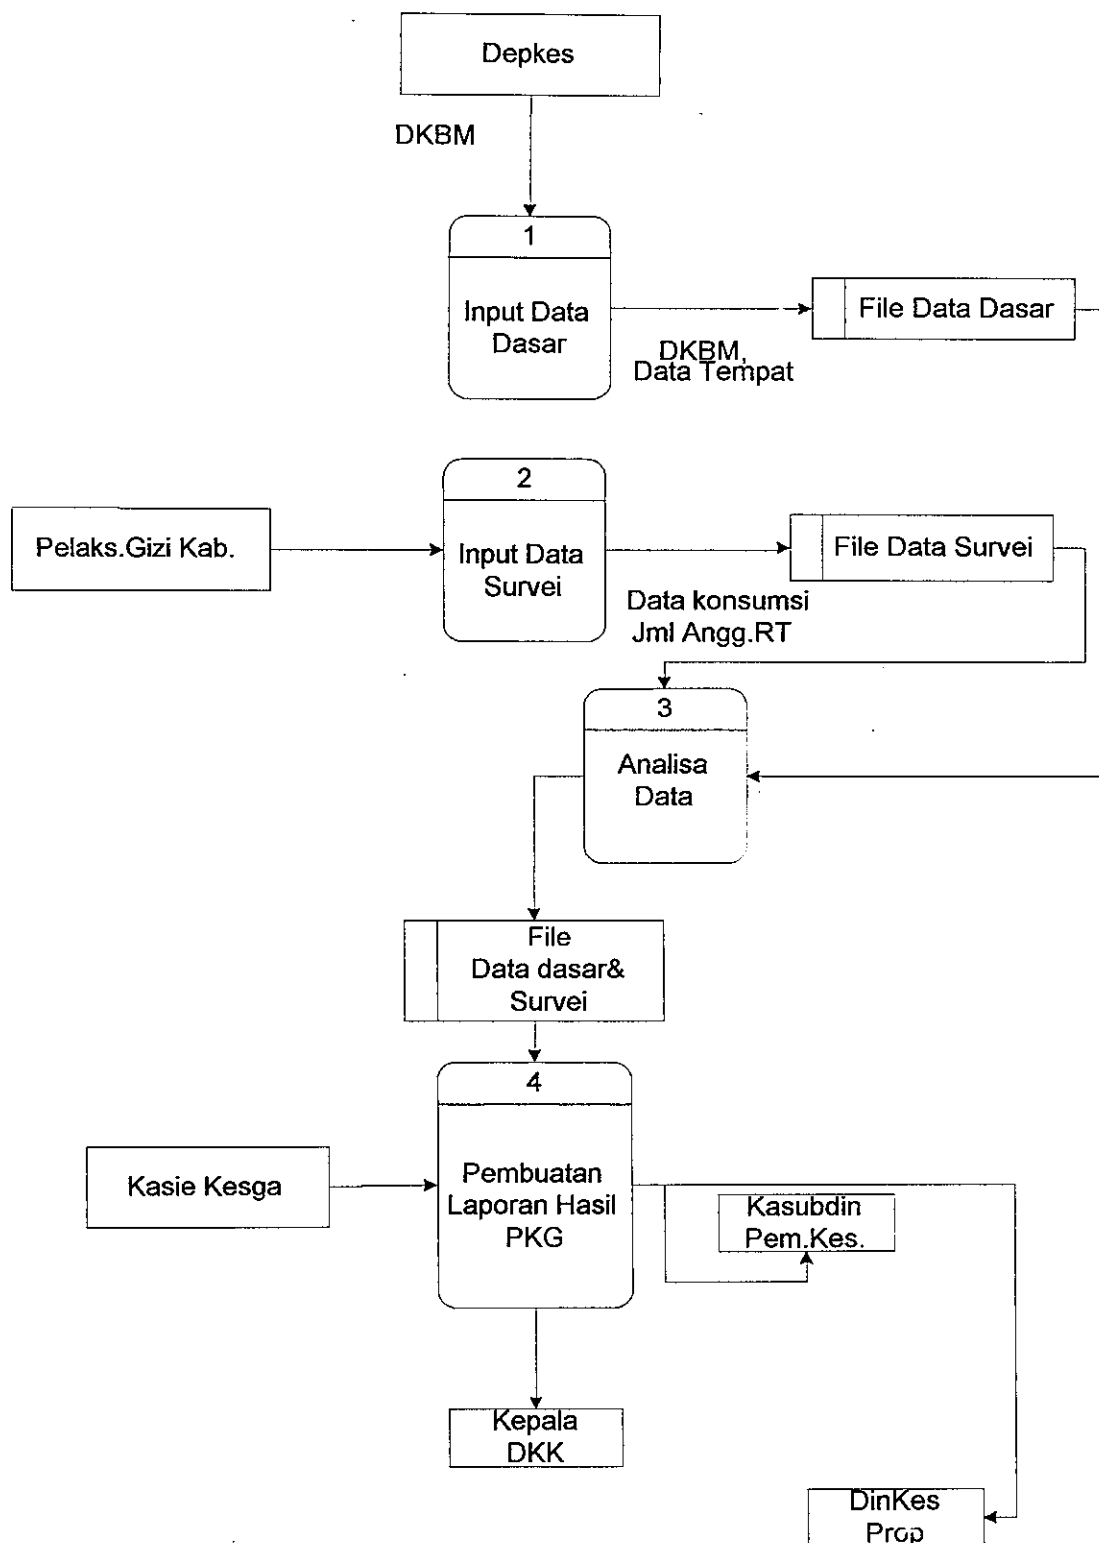 Depkes
DKBM
1
Input Data
Dasar
File Data Dasar
DKBM,
Data Tempat
2
Pelaks.Gizi Kab.
Input Data
Survei
File Data Survei
Data konsumsi
Jml Angg.RT
3
Analisa
Data
File
Data dasar&
Survei
4
Kasie Kesga
Pembuatan
Laporan Hasil
PKG
Kasubdin
Pem.Kes.
Kepala
DKK
DinKes
Prop